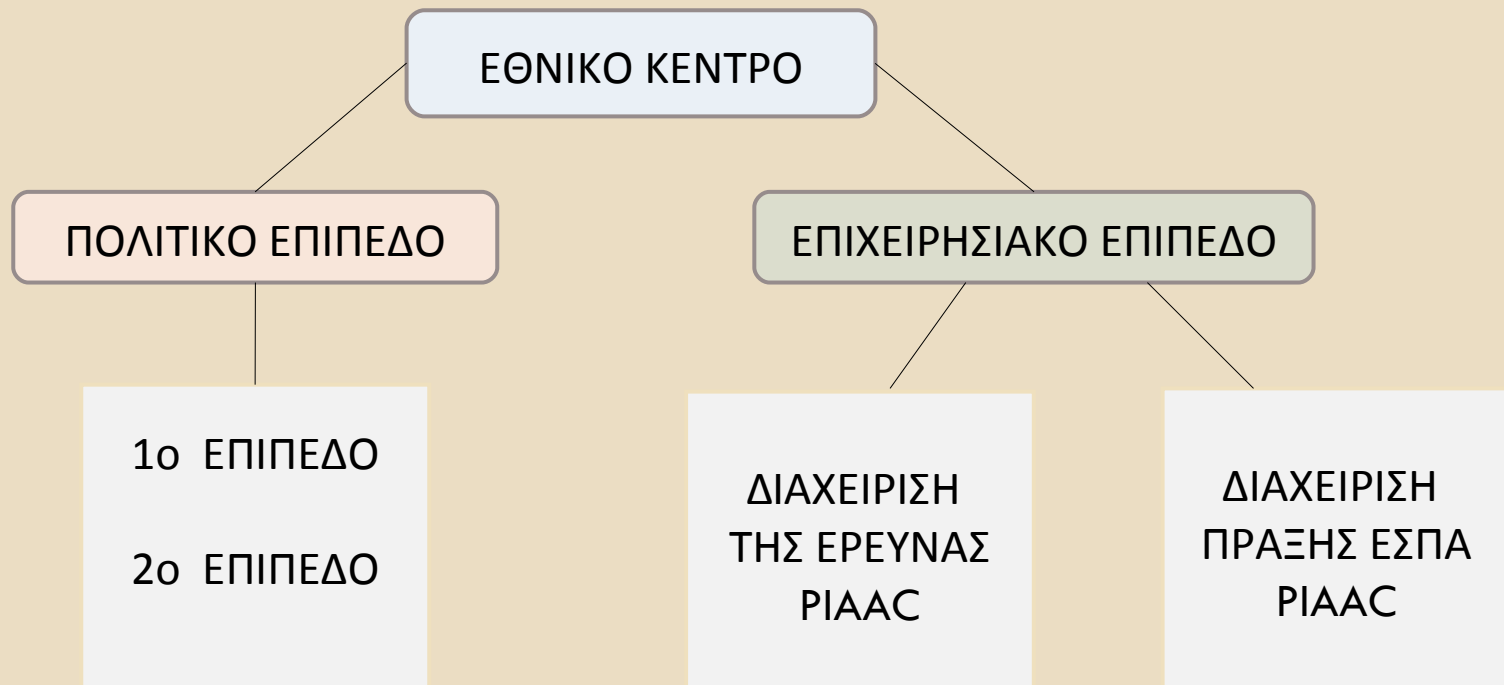 ΕΘΝΙΚΟ ΚΕΝΤΡΟ
ΠΟΛΙΤΙΚΟ ΕΠΙΠΕΔΟ
ΕΠΙΧΕΙΡΗΣΙΑΚΟ ΕΠΙΠΕΔΟ
1ο ΕΠΙΠΕΔΟ
2ο ΕΠΙΠΕΔΟ
ΔΙΑΧΕΙΡΙΣΗ
ΤΗΣ ΕΡΕΥΝΑΣ
PIAAC
ΔΙΑΧΕΙΡΙΣΗ
ΠΡΑΞΗΣ ΕΣΠΑ
PIAAC